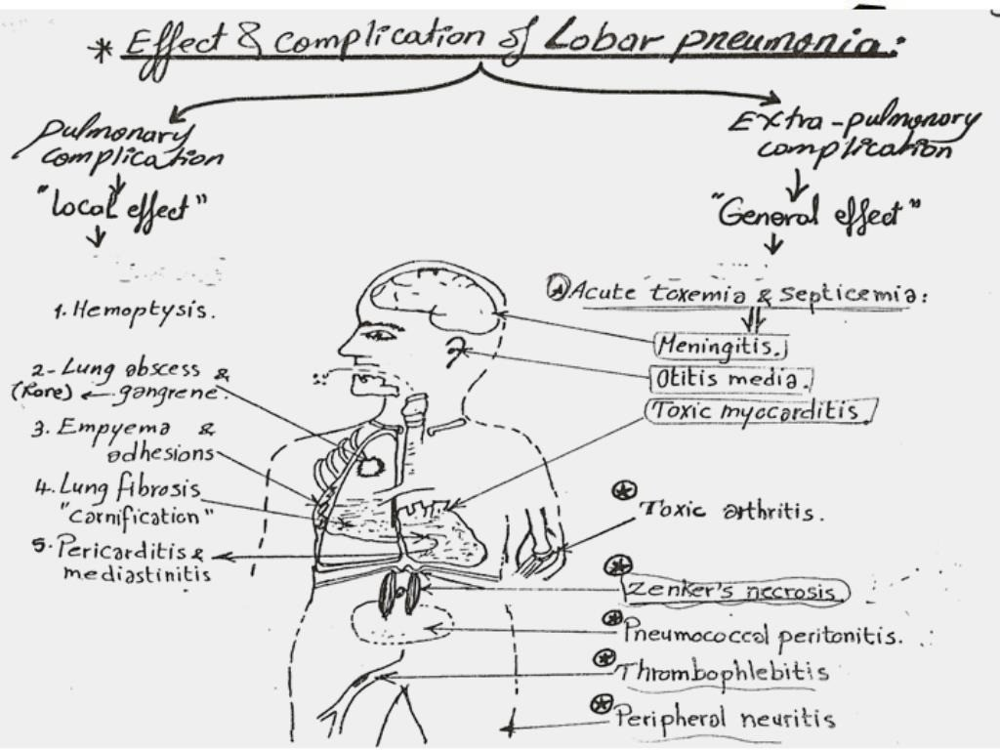 * Effect & complication of Lobar pneumonia:
Pulmonary
complication
"Local effect"
1. Hemoptysis.
2- Lung abscess &
(Rare) ← gangrene.
3. Empyema &
adhesions
4. Lung fibrosis
"carnification"
5. Pericarditis &
mediastinitis
Extra-pulmonary
complication
"General effect"
Acute toxemia & septicemia:
Meningitis.
Otitis media.
Toxic myocarditis
Toxic arthritis.
Zenker's necrosis
Pneumococcal peritonitis.
Thrombophlebitis
Peripheral neuritis